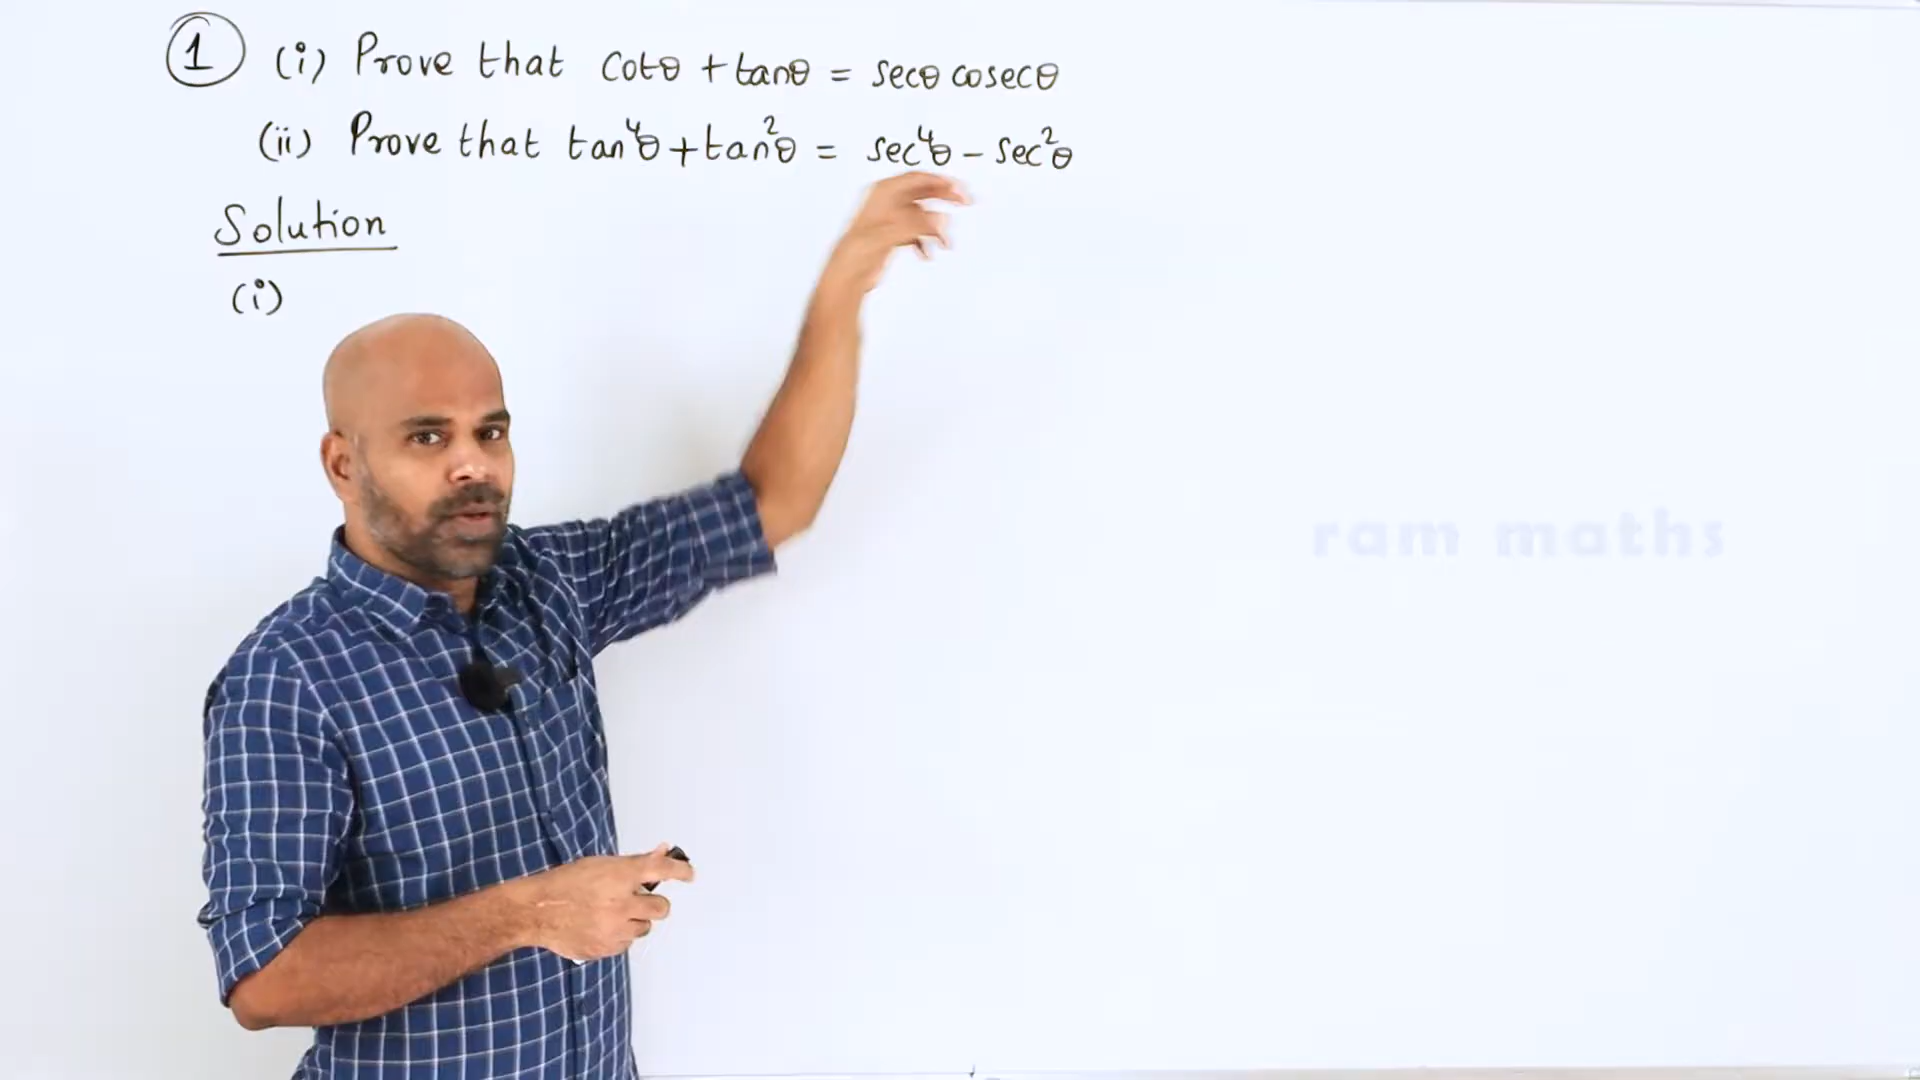 1 (i) Prove that cotθ + tanθ = secθ cosecθ
(ii) Prove that tan⁴θ + tan²θ = sec⁴θ - sec²θ
Solution
(i)
ram maths